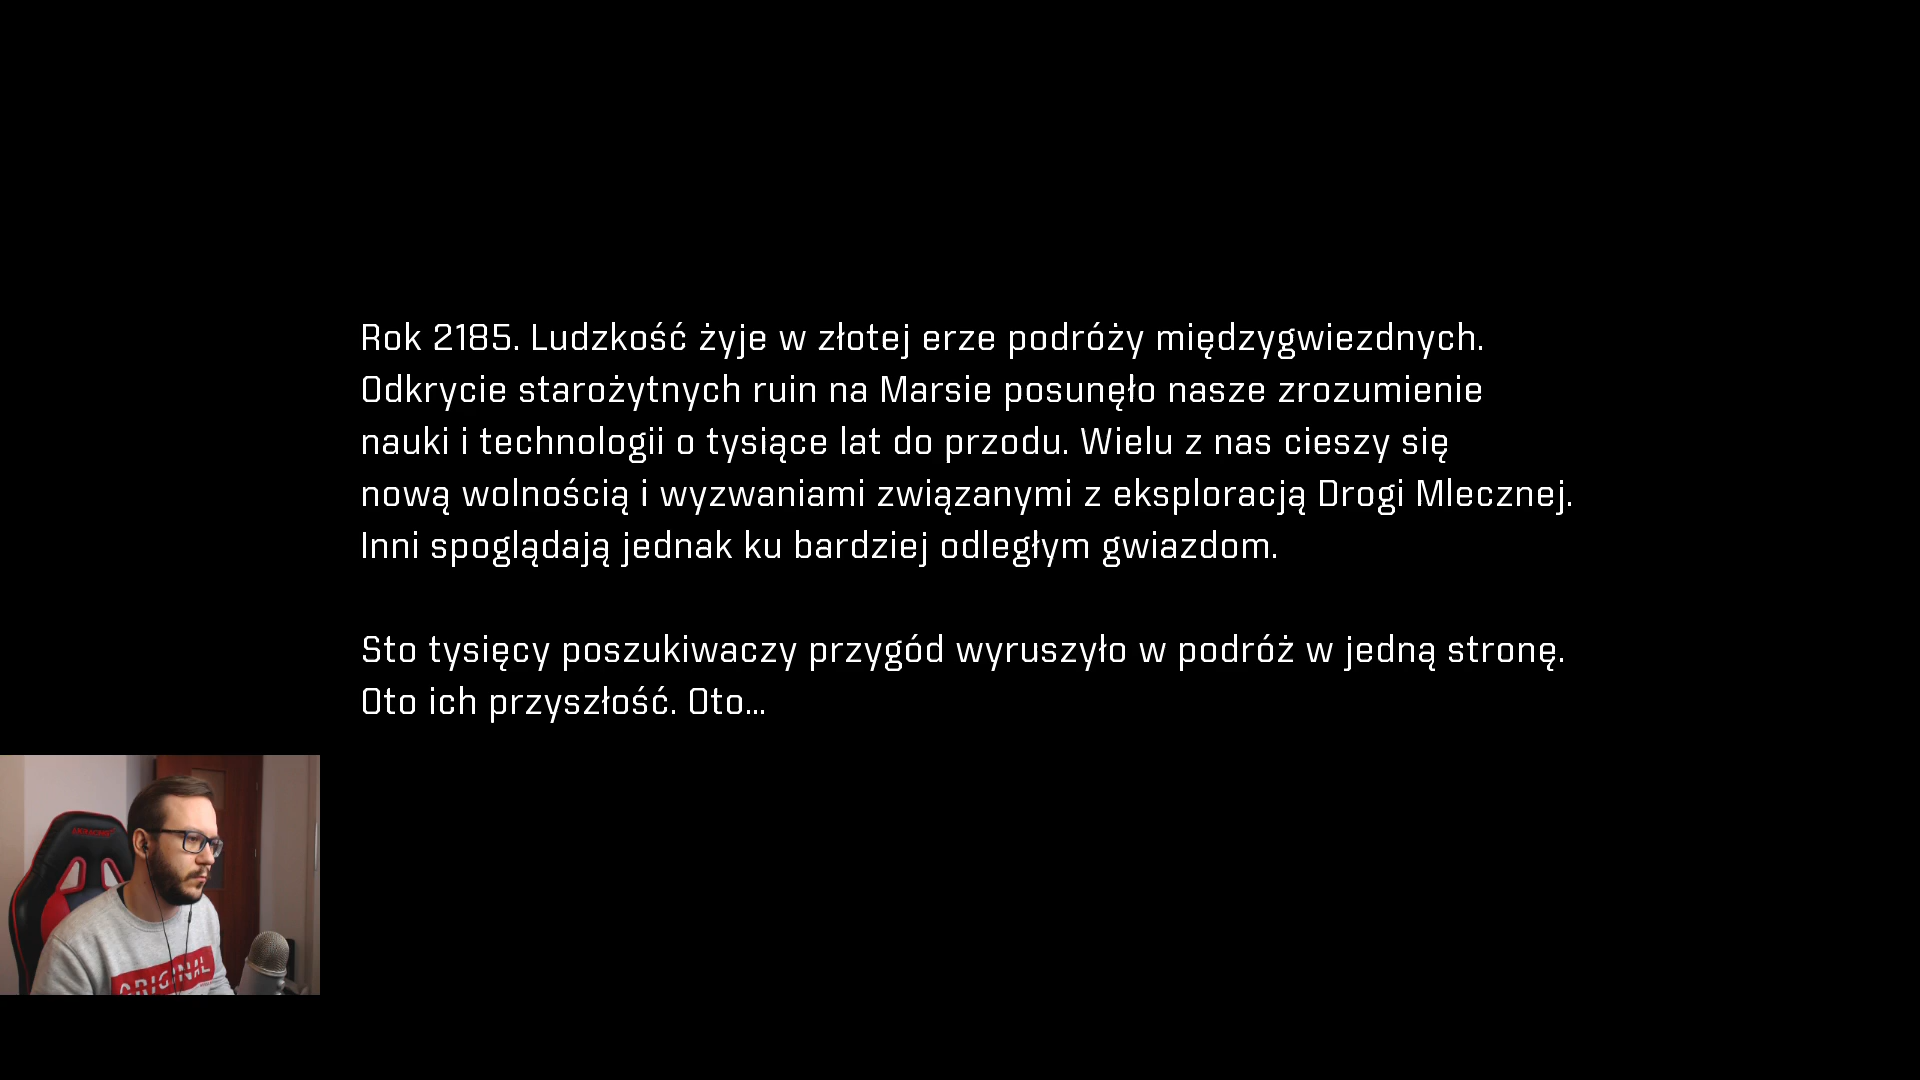 Rok 2185. Ludzkość żyje w złotej erze podróży międzygwiezdnych.
Odkrycie starożytnych ruin na Marsie posunęło nasze zrozumienie
nauki i technologii o tysiące lat do przodu. Wielu z nas cieszy się
nową wolnością i wyzwaniami związanymi z eksploracją Drogi Mlecznej.
Inni spoglądają jednak ku bardziej odległym gwiazdom.
Sto tysięcy poszukiwaczy przygód wyruszyło w podróż w jedną stronę.
Oto ich przyszłość. Oto...
ORIGINAL